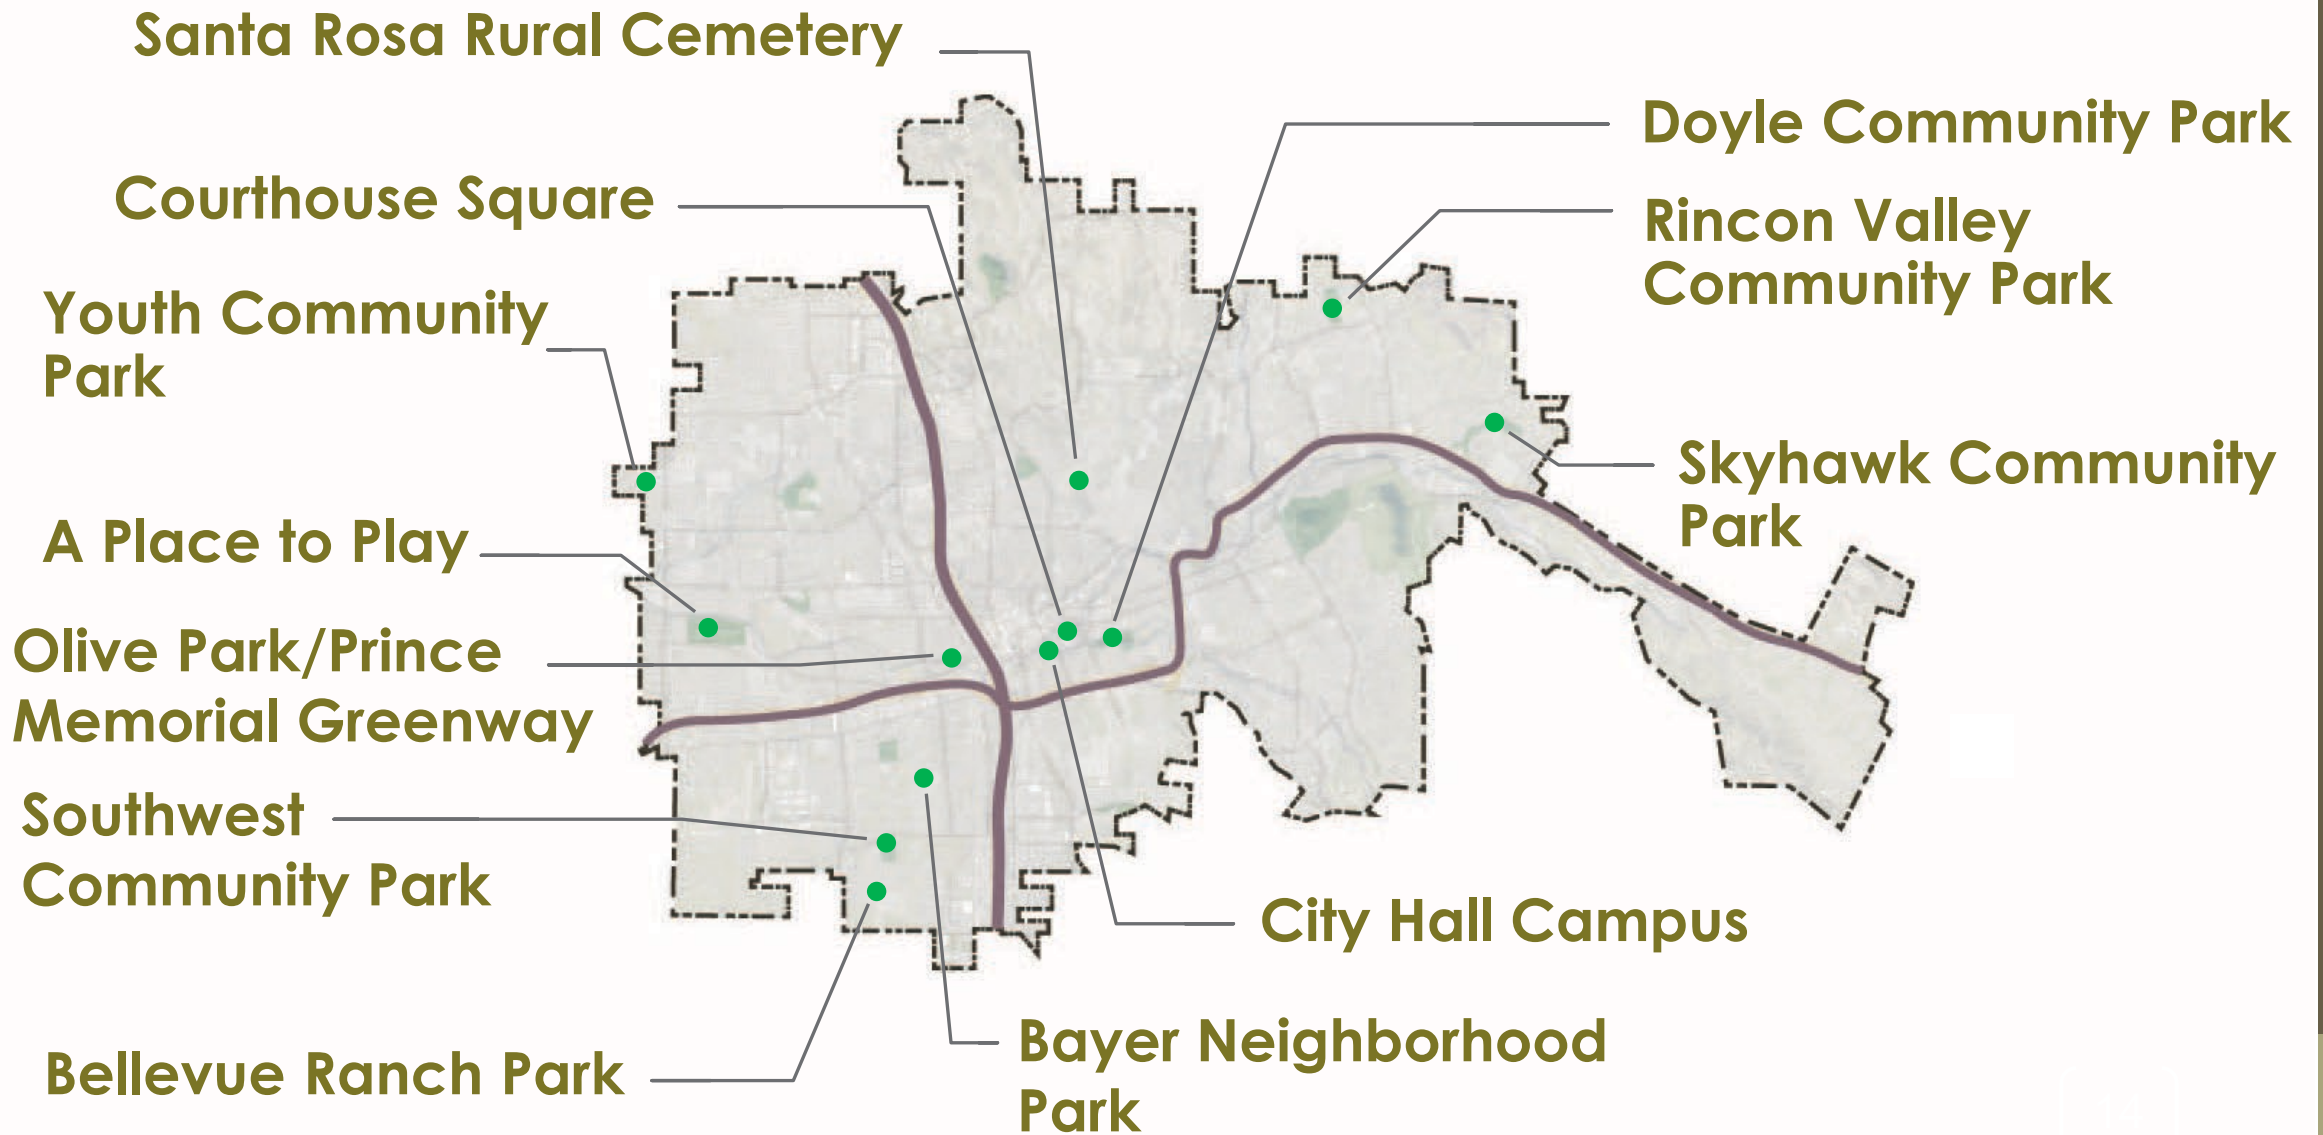 Santa Rosa Rural Cemetery
Doyle Community Park
Courthouse Square
Rincon Valley
Community Park
Youth Community
Park
Skyhawk Community
Park
A Place to Play
Olive Park/Prince
Memorial Greenway
Southwest
Community Park
City Hall Campus
Bayer Neighborhood
Park
Bellevue Ranch Park
14